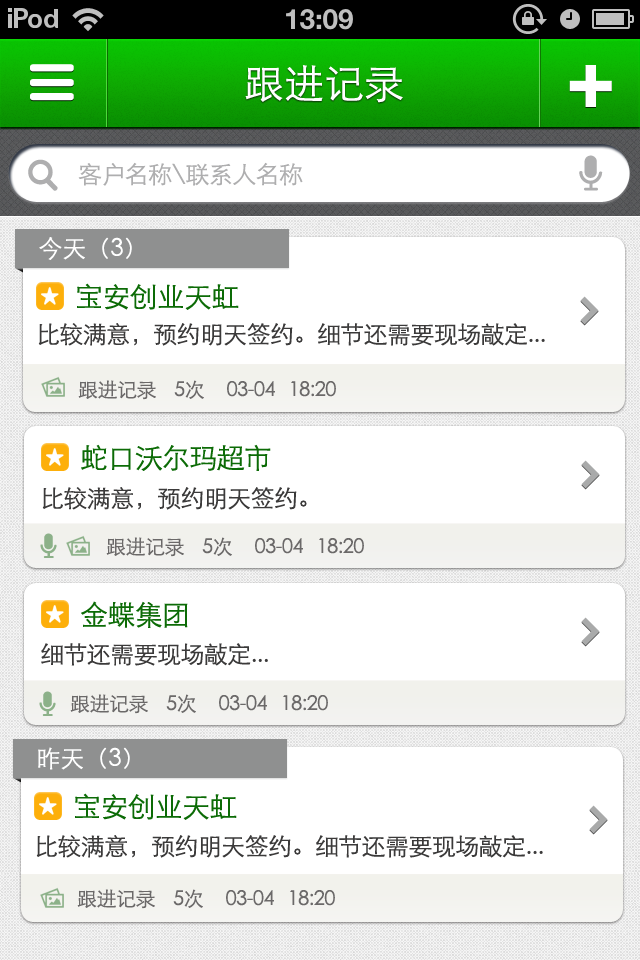 iPod 13:09
跟进记录
客户名称\联系人名称
今天（3）
宝安创业天虹
比较满意，预约明天签约。细节还需要现场敲定...
跟进记录 5次 03-04 18:20
蛇口沃尔玛超市
比较满意，预约明天签约。
跟进记录 5次 03-04 18:20
金蝶集团
细节还需要现场敲定...
跟进记录 5次 03-04 18:20
昨天（3）
宝安创业天虹
比较满意，预约明天签约。细节还需要现场敲定...
跟进记录 5次 03-04 18:20